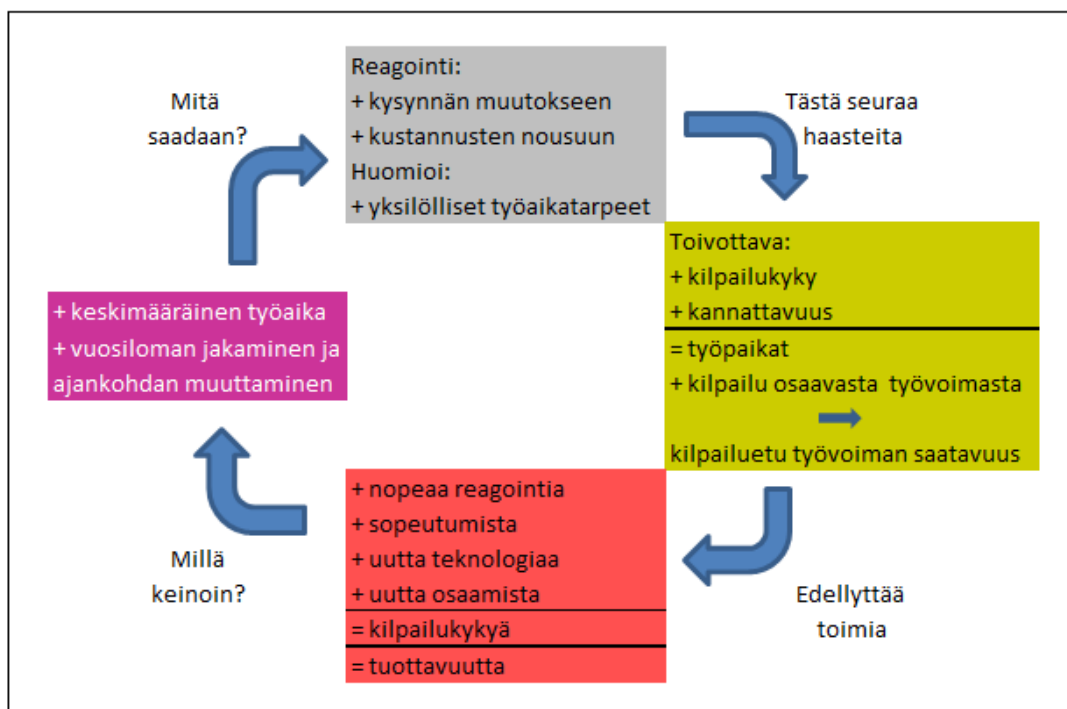 Mitä
saadaan?
Reagointi:
+ kysynnän muutokseen
+ kustannusten nousuun
Huomioi:
+ yksilölliset työaikatarpeet
Tästä seuraa
haasteita
Toivottava:
+ kilpailukyky
+ kannattavuus
= työpaikat
+ kilpailu osaavasta työvoimasta
kilpailuetu työvoiman saatavuus
Edellyttää
toimia
+ nopeaa reagointia
+ sopeutumista
+ uutta teknologiaa
+ uutta osaamista
= kilpailukykyä
= tuottavuutta
Millä
keinoin?
+ keskimääräinen työaika
+ vuosiloman jakaminen ja
ajankohdan muuttaminen